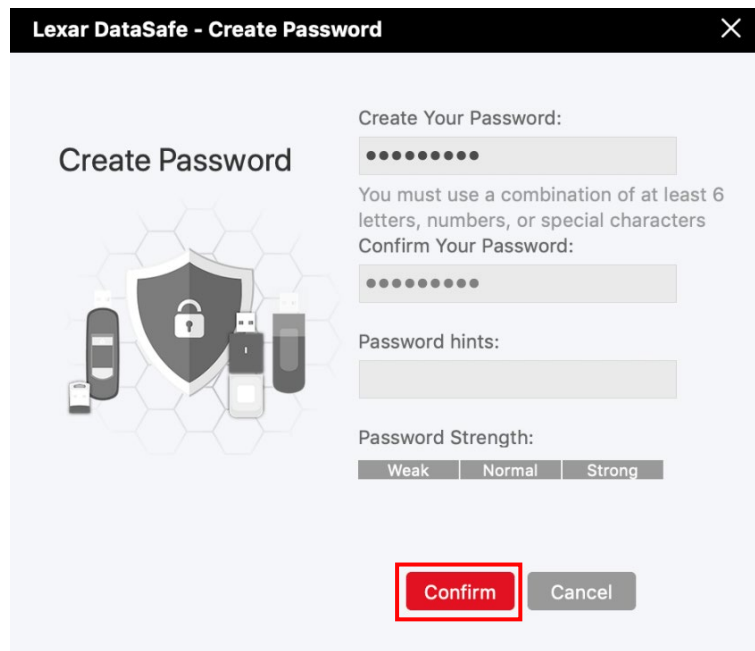 Lexar DataSafe - Create Password
Create Password
Create Your Password:
●●●●●●●●●
You must use a combination of at least 6
letters, numbers, or special characters
Confirm Your Password:
●●●●●●●●●
Password hints:
Password Strength:
Weak Normal Strong
Confirm Cancel